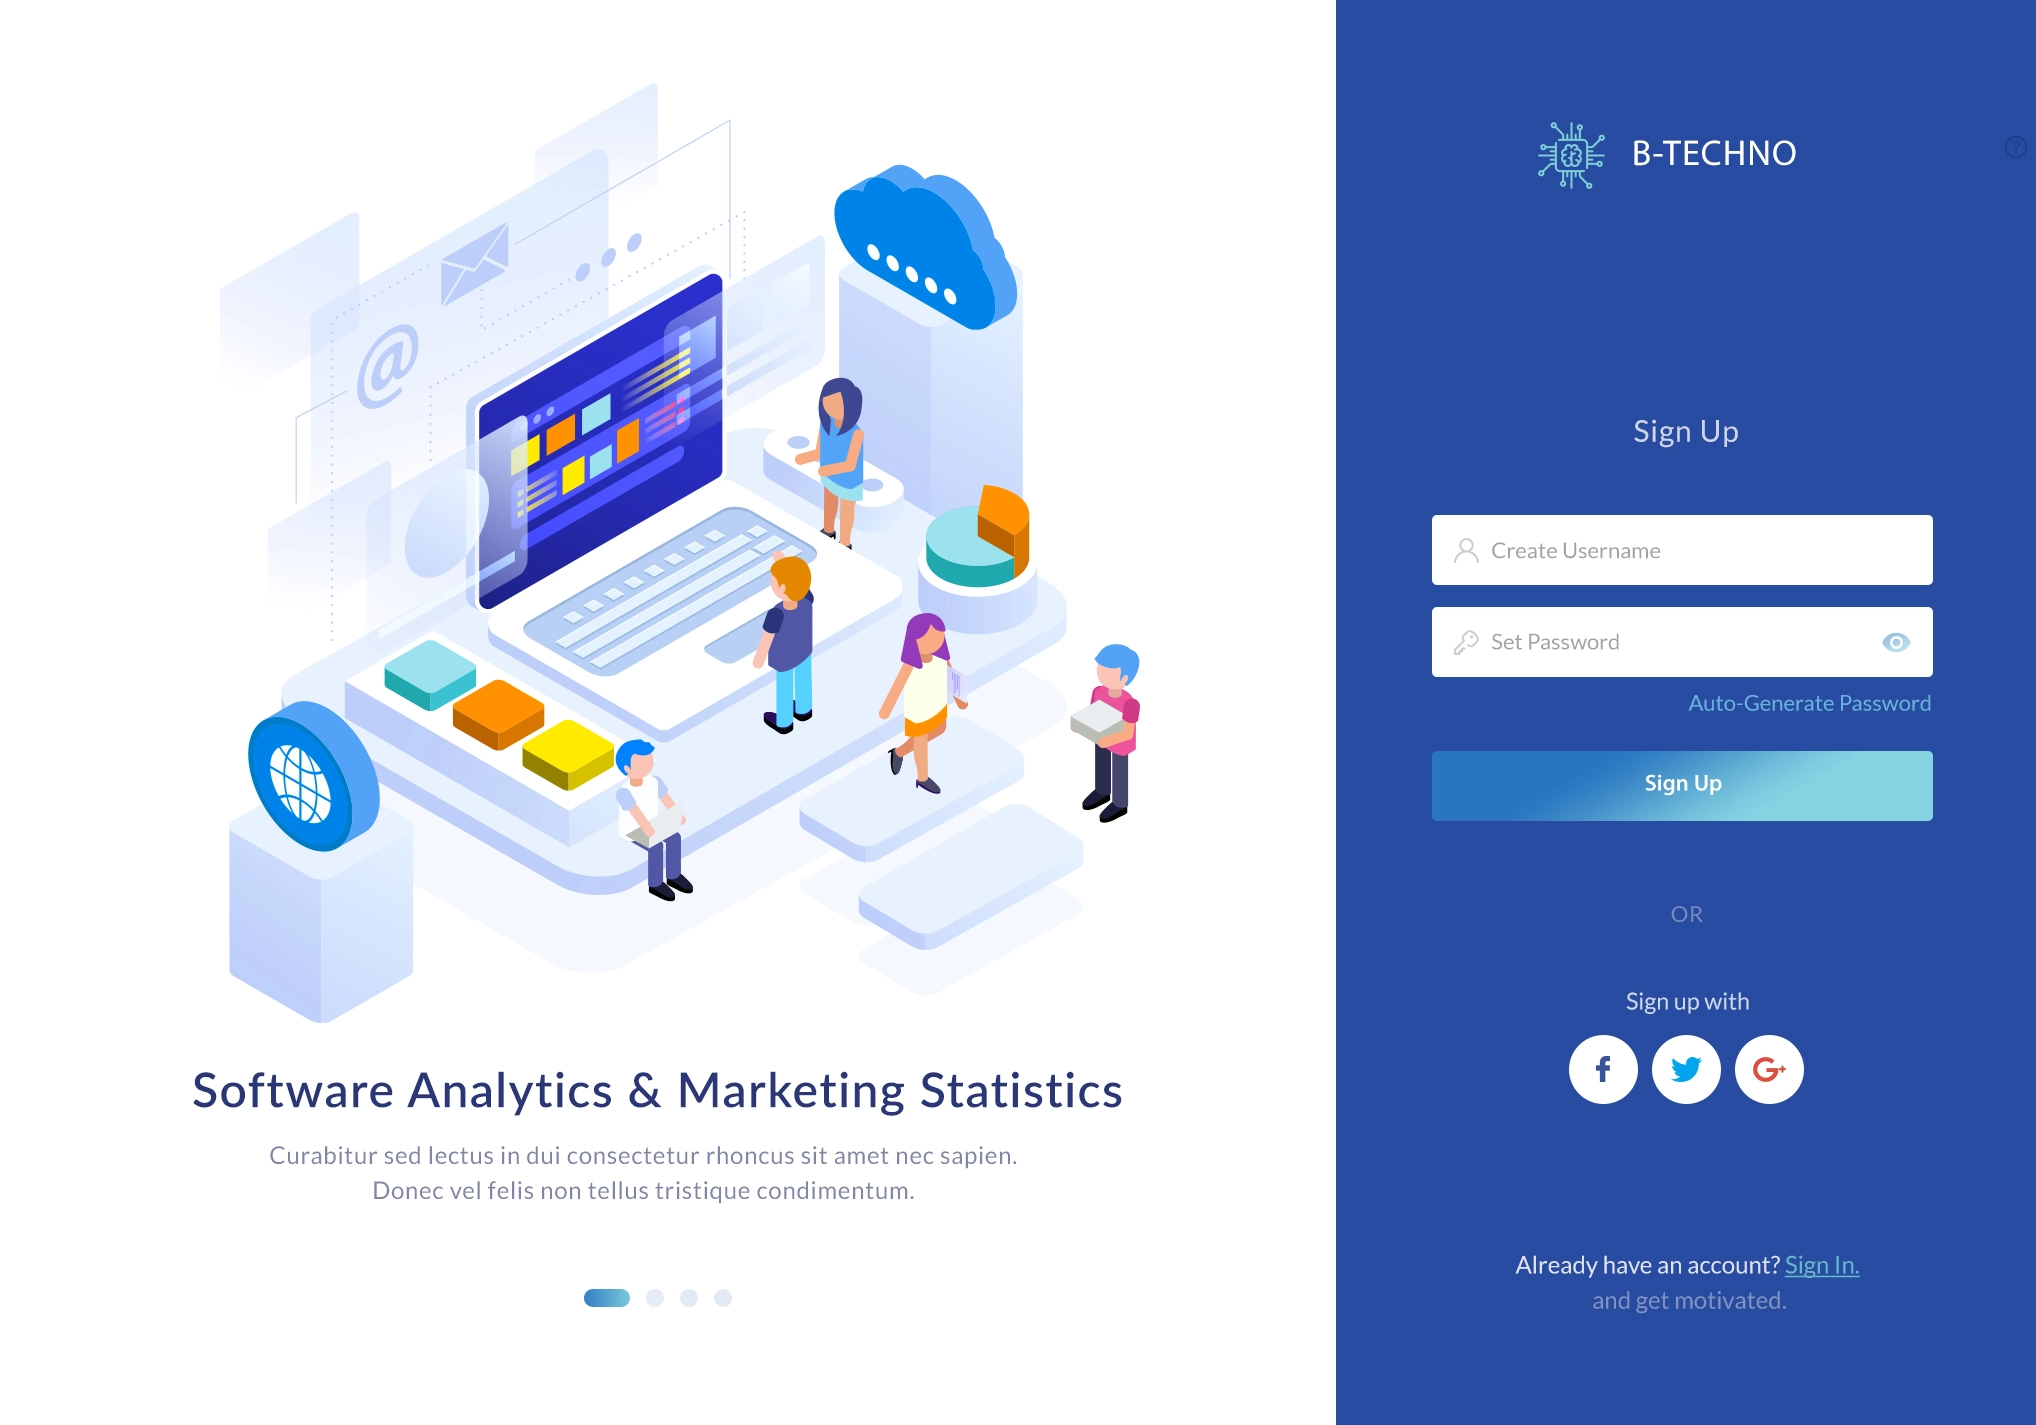 B-TECHNO
Sign Up
Create Username
Set Password
Auto-Generate Password
Sign Up
OR
Sign up with
Already have an account? Sign In.
and get motivated.
@
Software Analytics & Marketing Statistics
Curabitur sed lectus in dui consectetur rhoncus sit amet nec sapien.
Donec vel felis non tellus tristique condimentum.